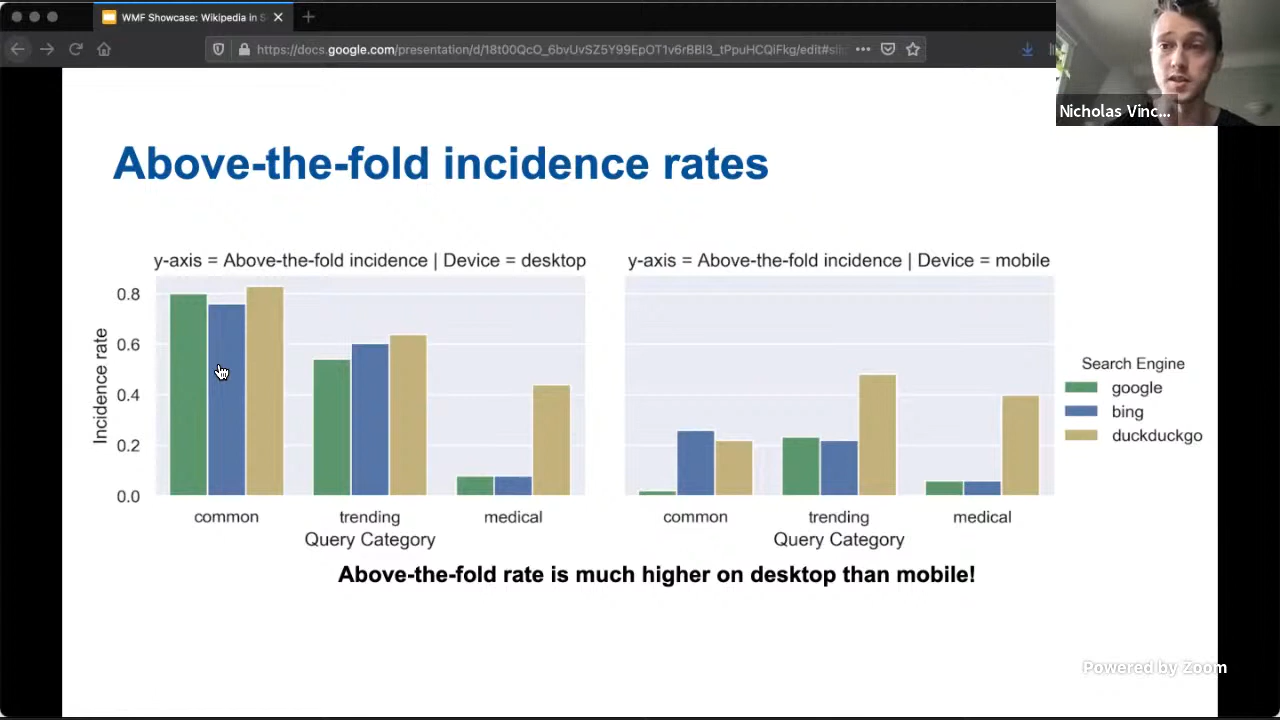 WMF Showcase: Wikipedia in S
https://docs.google.com/presentation/d/18t00QcO_6bvUvSZ5Y99EpOT1v6rBBI3_tPpuHCQiFkg/edit#sli
Nicholas Vinc...
Above-the-fold incidence rates
y-axis = Above-the-fold incidence | Device = desktop
y-axis = Above-the-fold incidence | Device = mobile
Incidence rate
0.8
0.6
0.4
0.2
0.0
common trending medical
Query Category
common trending medical
Query Category
Search Engine
google
bing
duckduckgo
Above-the-fold rate is much higher on desktop than mobile!
Powered by Zoom